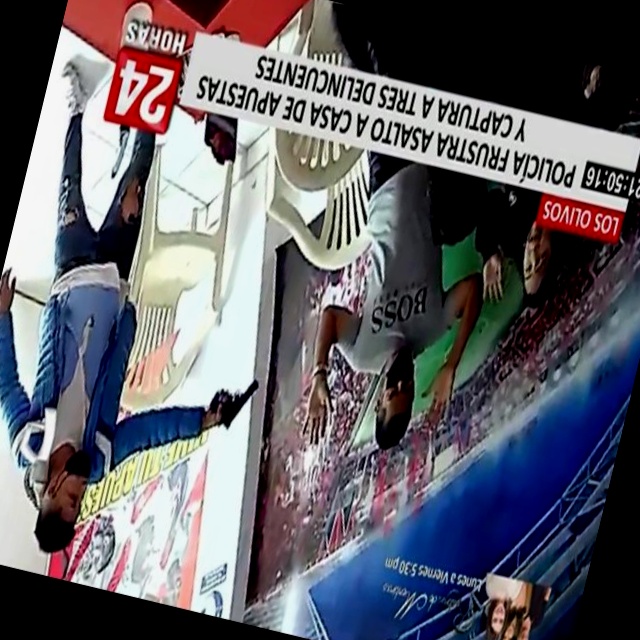 Lunes a Viernes 5:30 pm
BOSS
LOS OLIVOS
21:50:16
POLICÍA FRUSTRA ASALTO A CASA DE APUESTAS
Y CAPTURA A TRES DELINCUENTES
24
HORAS